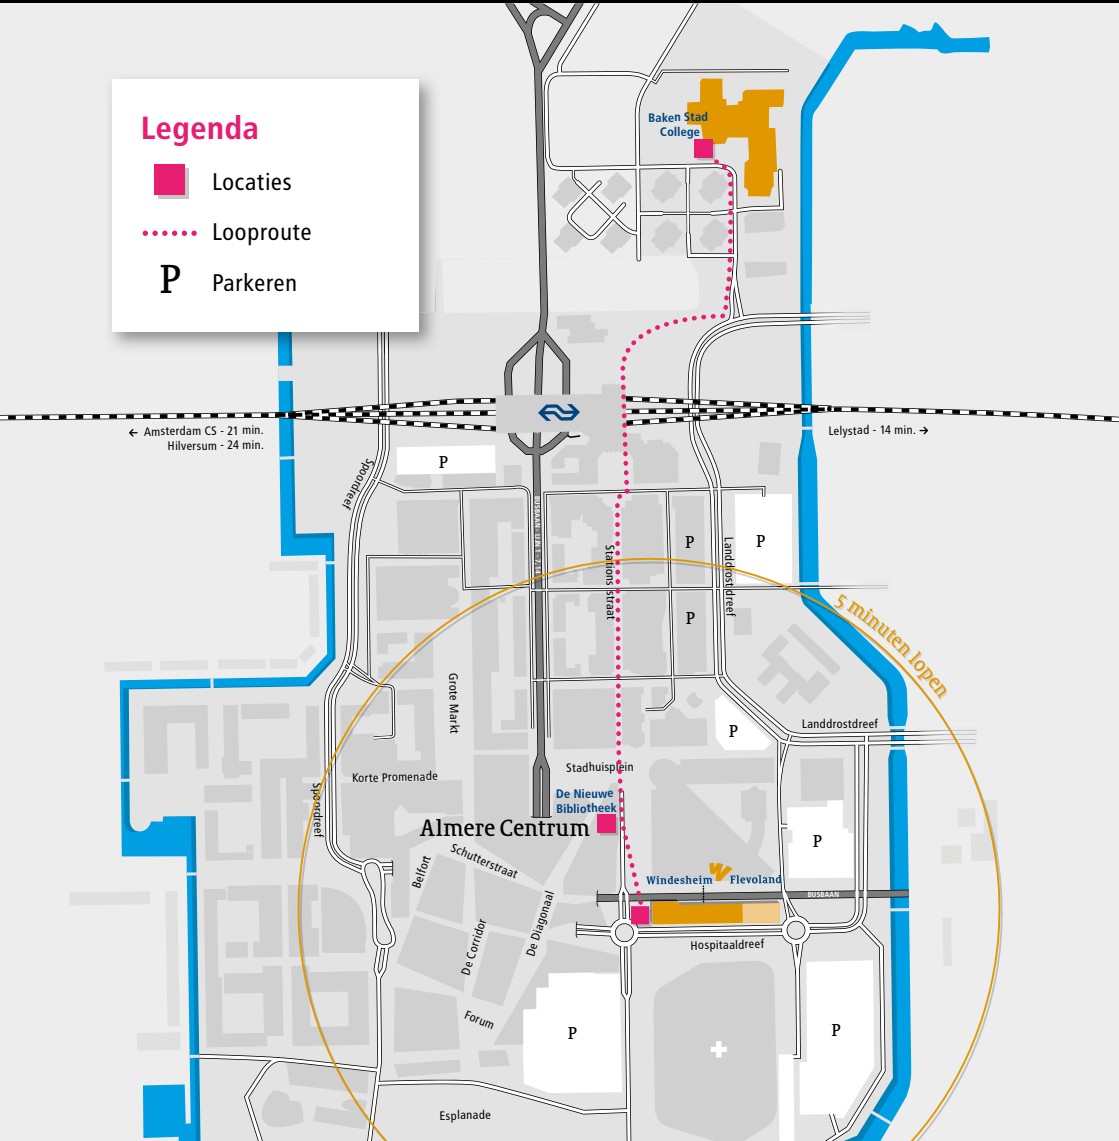 Legenda
Locaties
Looproute
P
Parkeren
Baken Stad
College
← Amsterdam CS - 21 min.
Hilversum - 24 min.
Lelystad - 14 min. →
P
Spoordreef
Stationsstraat
P
Landdrostdreef
P
P
5 minuten lopen
Grote Markt
P
Landdrostdreef
Stadhuisplein
Korte Promenade
Spoordreef
De Nieuwe
Bibliotheek
Almere Centrum
P
Schutterstraat
Belfort
Windesheim
Flevoland
BUSBAAN
De Corridor
De Diagonaal
Hospitaaldreef
Forum
P
P
Esplanade